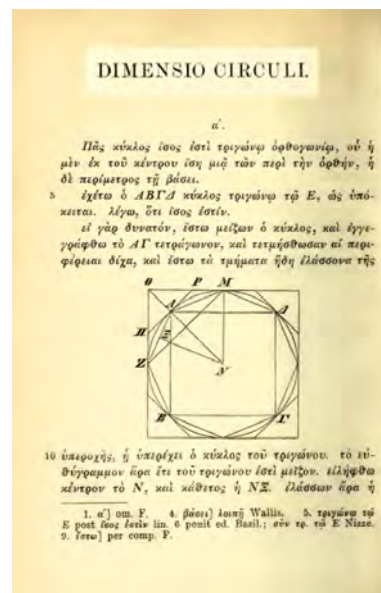 DIMENSIO CIRCULI.
α΄.
Πᾶς κύκλος ἴσος ἐστὶ τριγώνῳ ὀρθογωνίῳ, οὗ ἡ
μὲν ἐκ τοῦ κέντρου ἴση μιᾷ τῶν περὶ τὴν ὀρθήν, ἡ
δὲ περίμετρος τῇ βάσει.
5 ἐχέτω ὁ ΑΒΓΔ κύκλος τριγώνῳ τῷ Ε, ὡς ὑπό-
κειται. λέγω, ὅτι ἴσος ἐστίν.
εἰ γὰρ δυνατόν, ἔστω μείζων ὁ κύκλος, καὶ ἐγγε-
γράφθω τὸ ΑΓ τετράγωνον, καὶ τετμήσθωσαν αἱ περι-
φέρειαι δίχα, καὶ ἔστω τὰ τμήματα ἤδη ἐλάσσονα τῆς
Ο Ρ Μ
Α Δ
Π
Ξ
Ζ
Ν
Β Γ
10 ὑπεροχῆς, ᾗ ὑπερέχει ὁ κύκλος τοῦ τριγώνου. τὸ εὐ-
θύγραμμον ἄρα ἔτι τοῦ τριγώνου ἐστὶ μεῖζον. εἰλήφθω
κέντρον τὸ Ν, καὶ κάθετος ἡ ΝΞ. ἐλάσσων ἄρα ἡ
1. α΄] om. F. 4. βάσει] λοιπῇ Wallis. 5. τριγώνῳ τῷ
Ε post ἴσος ἐστίν lin. 6 ponit ed. Basil.; σὺν τρ. τῷ Ε Nizze.
9. ἔστω] per comp. F.